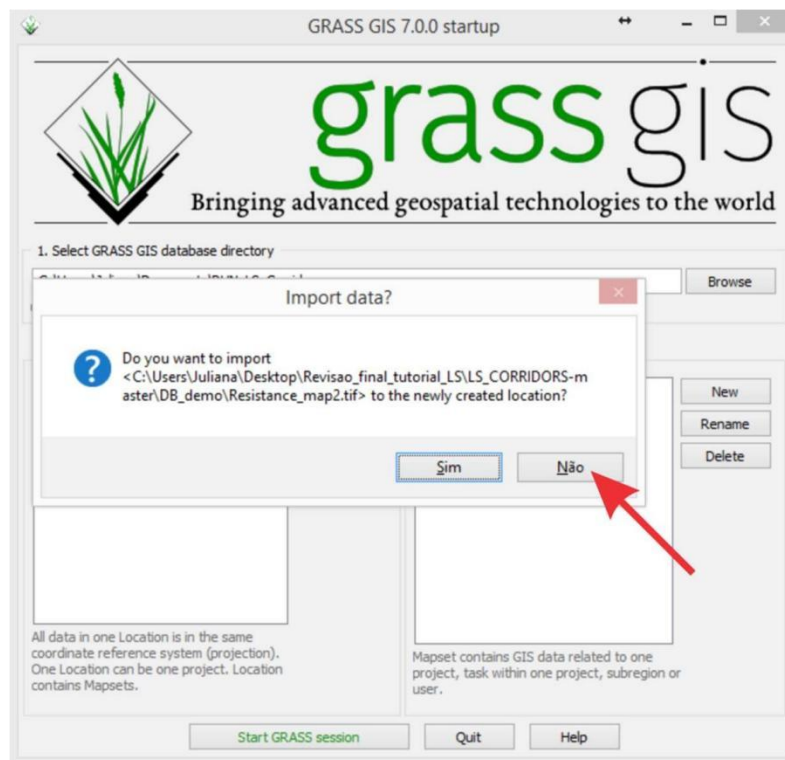 GRASS GIS 7.0.0 startup
grass gis
Bringing advanced geospatial technologies to the world
1. Select GRASS GIS database directory
Browse
Import data?
Do you want to import
<C:\Users\Juliana\Desktop\Revisao_final_tutorial_LS\LS_CORRIDORS-m
aster\DB_demo\Resistance_map2.tif> to the newly created location?
Sim
Não
New
Rename
Delete
All data in one Location is in the same
coordinate reference system (projection).
One Location can be one project. Location
contains Mapsets.
Mapset contains GIS data related to one
project, task within one project, subregion or
user.
Start GRASS session
Quit
Help